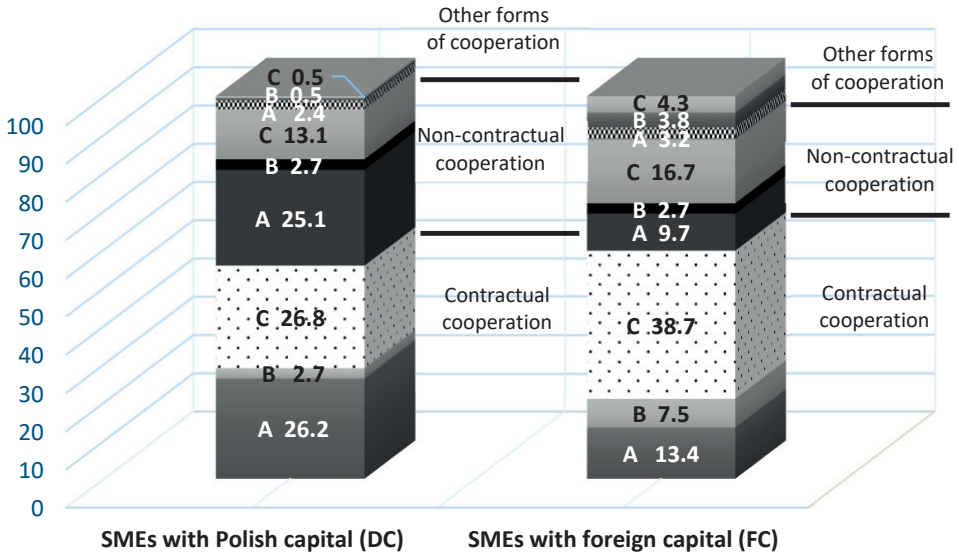 Other forms
of cooperation
C 0.5
B 0.5
A 2.4
C 13.1
B 2.7
A 25.1
C 26.8
B 2.7
A 26.2
Non-contractual
cooperation
Contractual
cooperation
C 4.3
B 3.8
A 3.2
C 16.7
B 2.7
A 9.7
C 38.7
B 7.5
A 13.4
Other forms
of cooperation
Non-contractual
cooperation
Contractual
cooperation
100
90
80
70
60
50
40
30
20
10
0
SMEs with Polish capital (DC)
SMEs with foreign capital (FC)